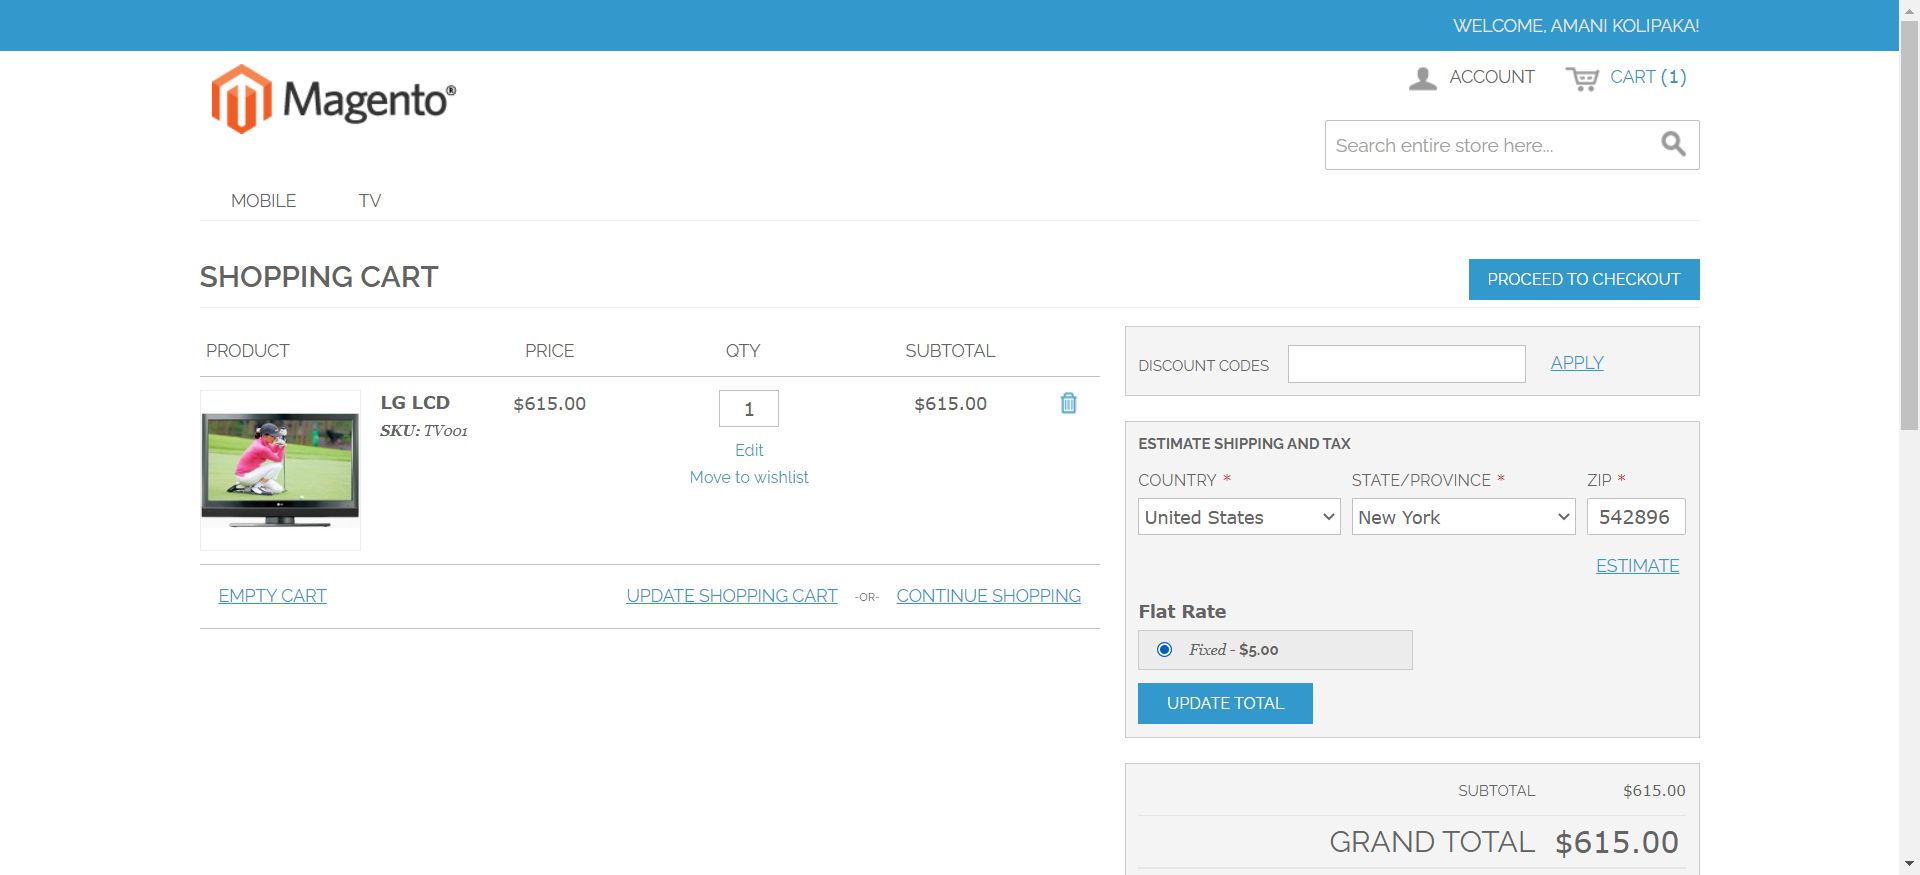 WELCOME, AMANI KOLIPAKA!
Magento®
ACCOUNT
CART (1)
Search entire store here...
MOBILE TV
SHOPPING CART
PROCEED TO CHECKOUT
PRODUCT PRICE QTY SUBTOTAL
LG LCD $615.00 1 $615.00
SKU: TV001
Edit
Move to wishlist
EMPTY CART UPDATE SHOPPING CART -OR- CONTINUE SHOPPING
DISCOUNT CODES APPLY
ESTIMATE SHIPPING AND TAX
COUNTRY * STATE/PROVINCE * ZIP *
United States New York 542896
ESTIMATE
Flat Rate
Fixed - $5.00
UPDATE TOTAL
SUBTOTAL $615.00
GRAND TOTAL $615.00